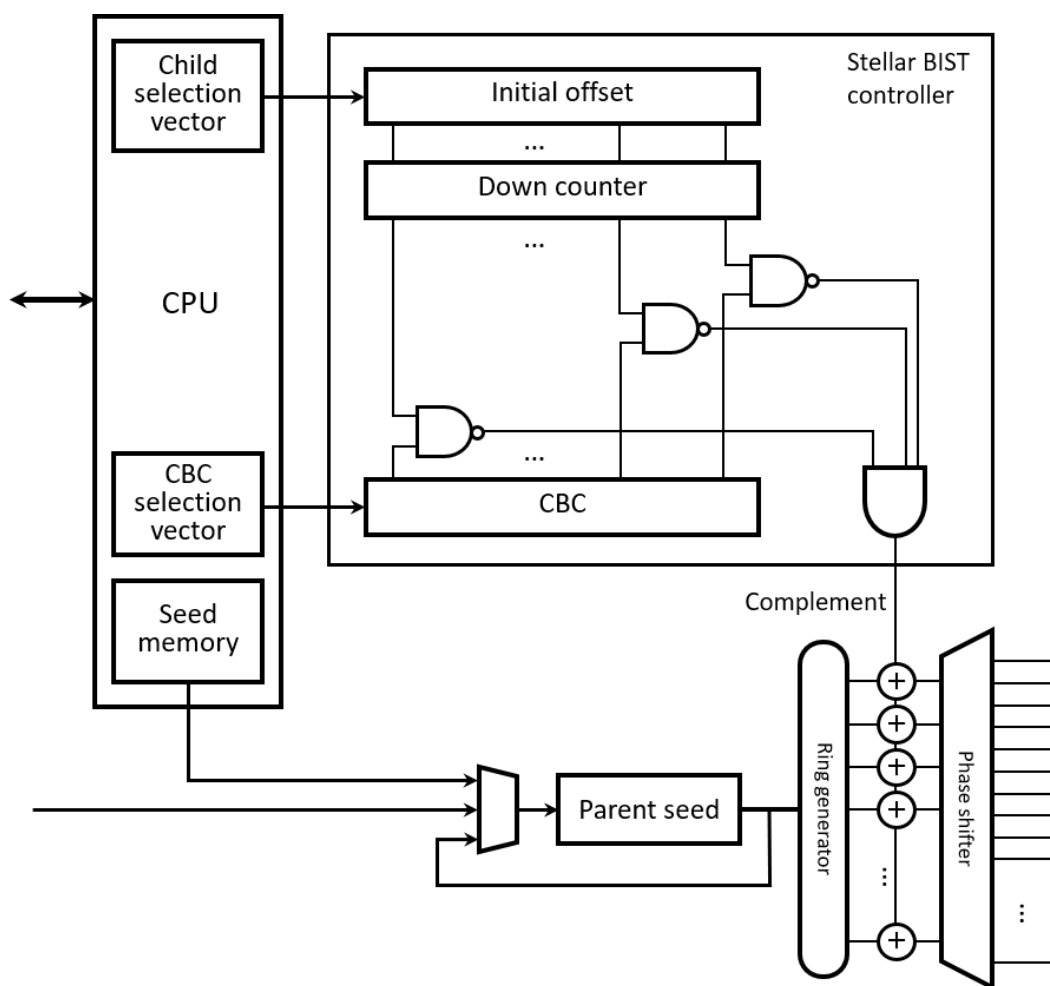 Child
selection
vector
CPU
CBC
selection
vector
Seed
memory
Stellar BIST
controller
Initial offset
...
Down counter
...
...
CBC
Complement
Parent seed
Ring generator
+
+
+
+
...
+
Phase shifter
...